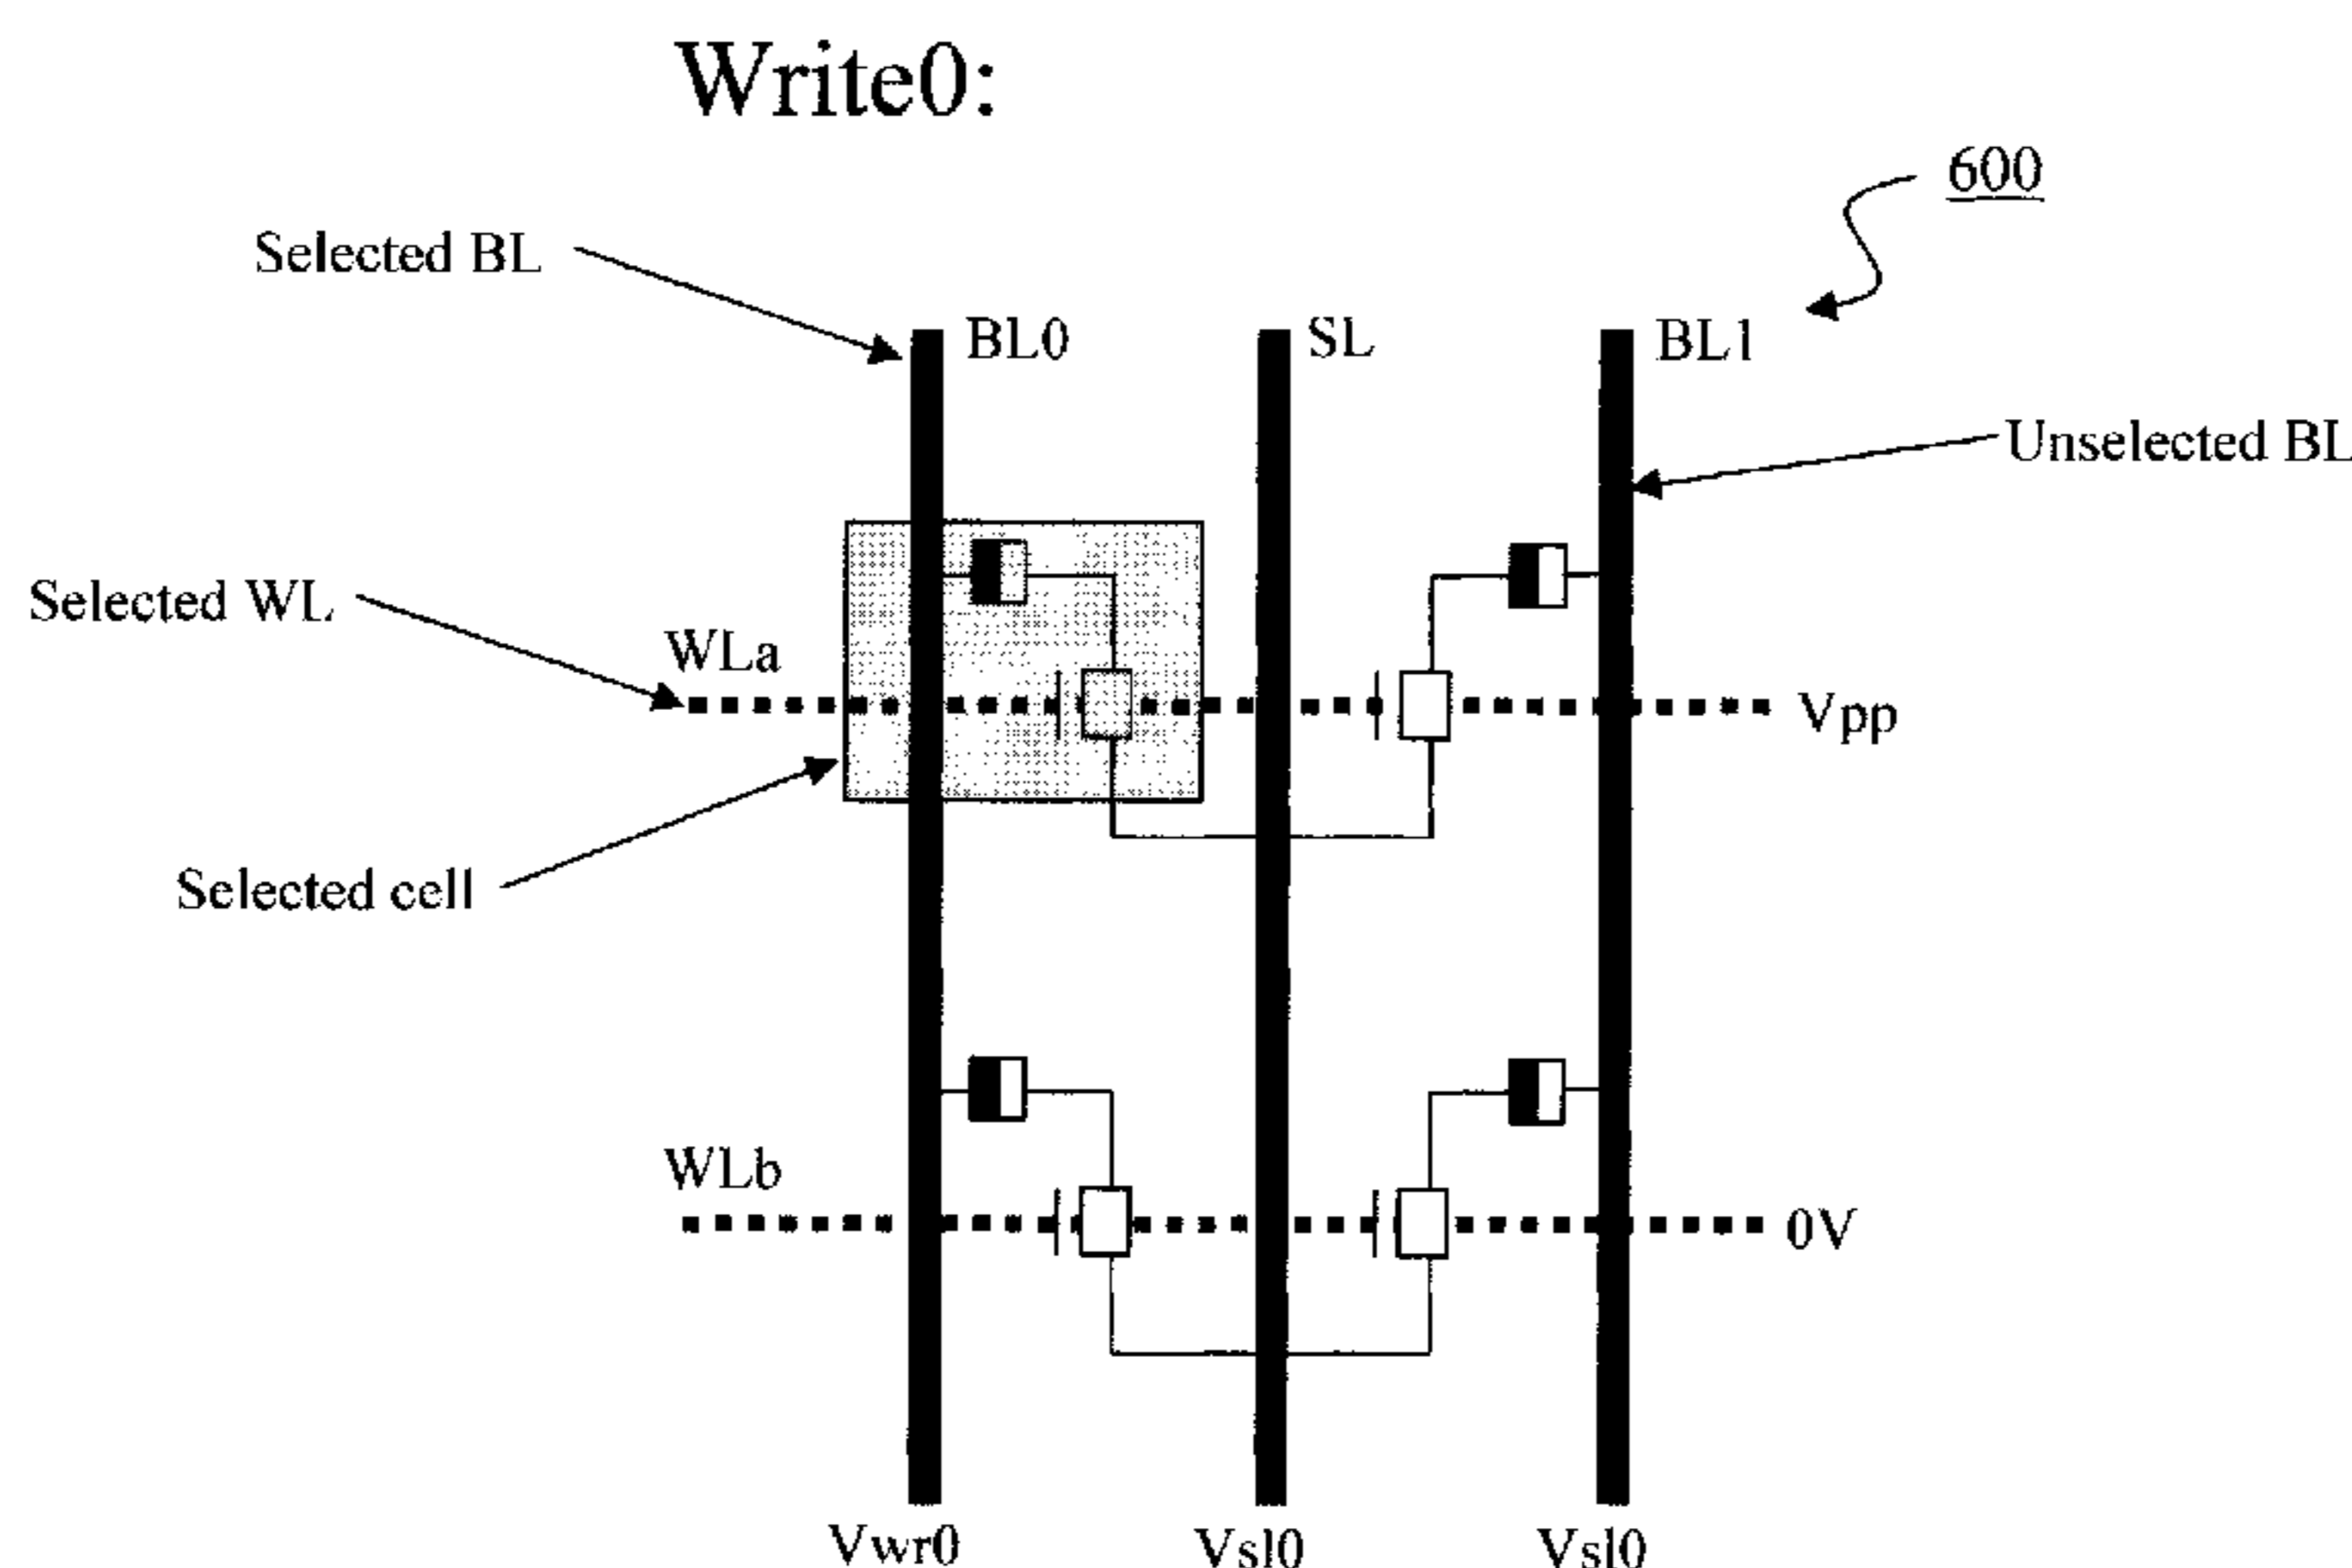 Write0:
600
Selected BL
BL0
SL
BL1
Unselected BL
Selected WL
WLa
Vpp
Selected cell
WLb
0V
Vwr0
Vsl0
Vsl0